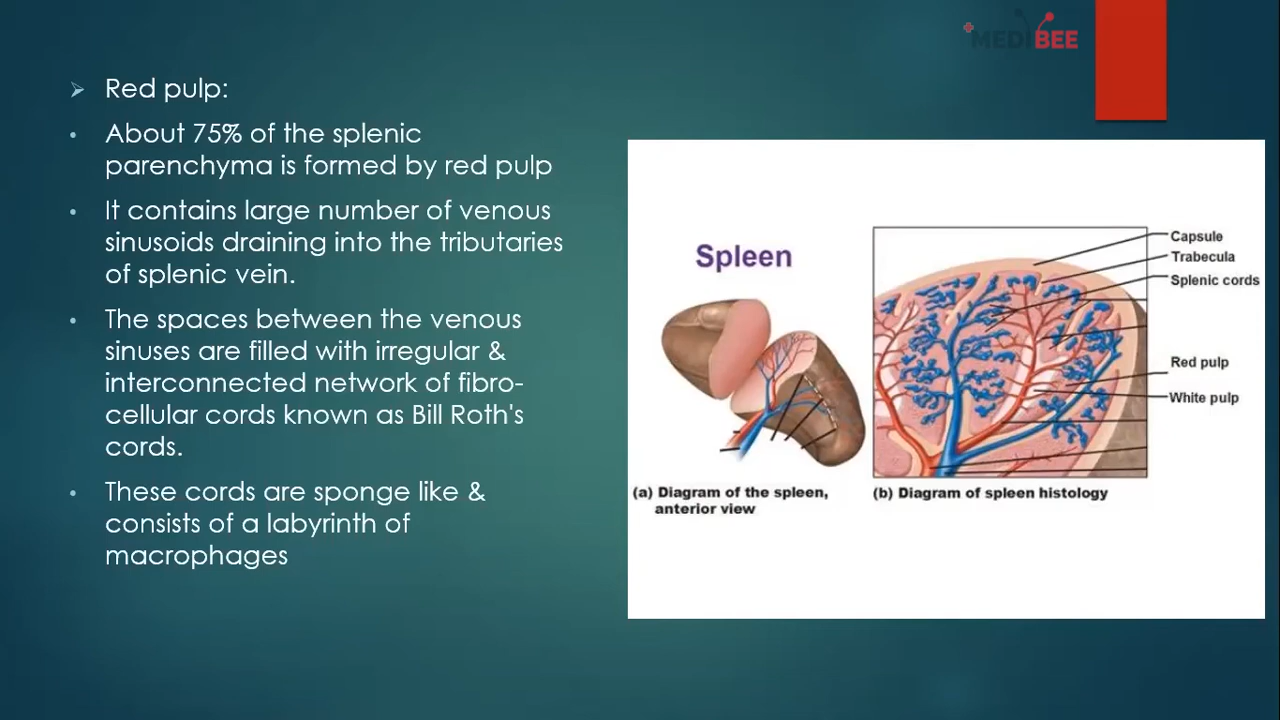 MEDIBEE
Red pulp:
About 75% of the splenic
parenchyma is formed by red pulp
It contains large number of venous
sinusoids draining into the tributaries
of splenic vein.
The spaces between the venous
sinuses are filled with irregular &
interconnected network of fibro-
cellular cords known as Bill Roth's
cords.
These cords are sponge like &
consists of a labyrinth of
macrophages
Spleen
Capsule
Trabecula
Splenic cords
Red pulp
White pulp
(a) Diagram of the spleen,
anterior view
(b) Diagram of spleen histology